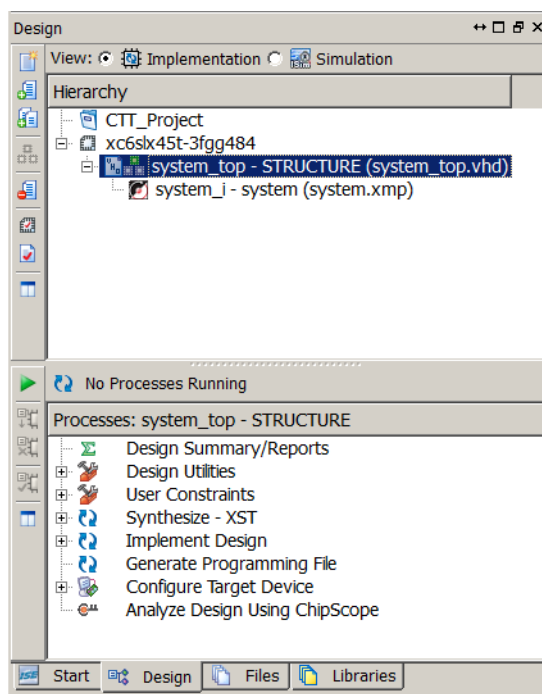 Design
View: Implementation Simulation
Hierarchy
CTT_Project
xc6slx45t-3fgg484
system_top - STRUCTURE (system_top.vhd)
system_i - system (system.xmp)
No Processes Running
Processes: system_top - STRUCTURE
Design Summary/Reports
Design Utilities
User Constraints
Synthesize - XST
Implement Design
Generate Programming File
Configure Target Device
Analyze Design Using ChipScope
Start Design Files Libraries